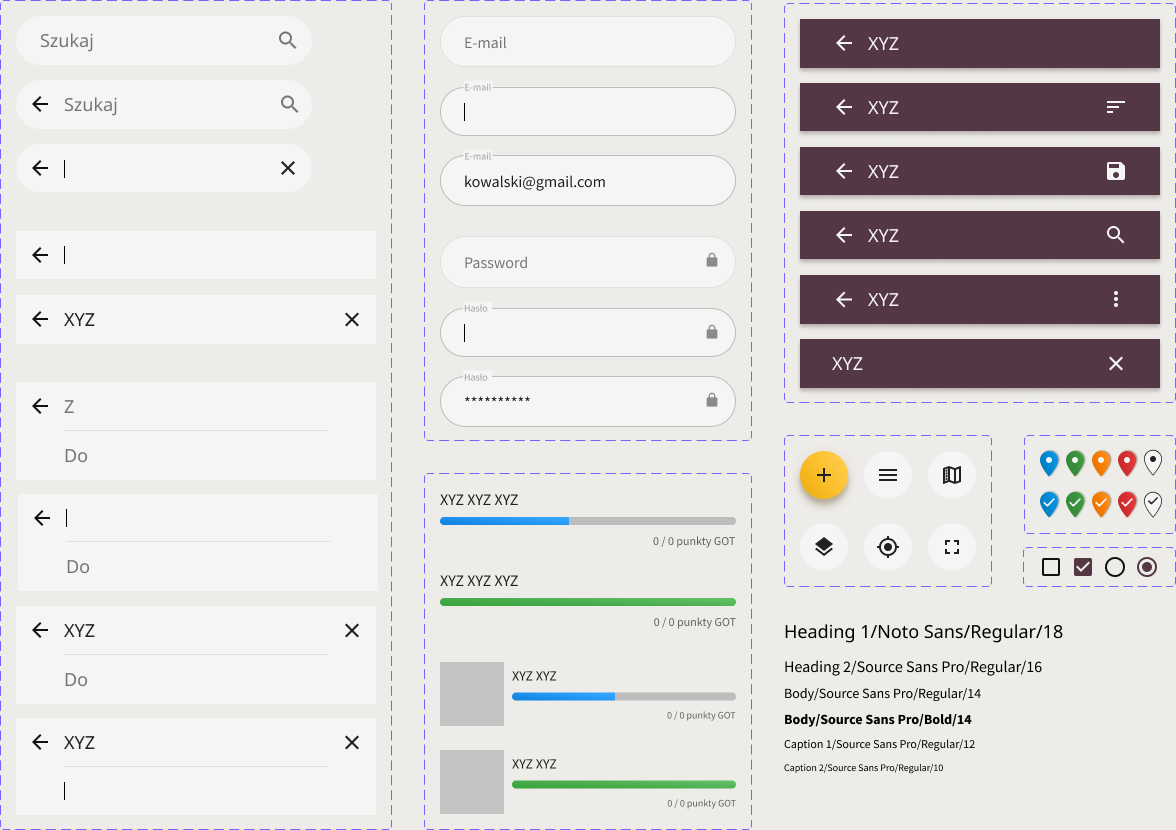 Szukaj
Szukaj
XYZ
Z
Do
Do
XYZ
Do
XYZ
E-mail
E-mail
E-mail
kowalski@gmail.com
Password
Hasło
Hasło
**********
XYZ XYZ XYZ
0 / 0 punkty GOT
XYZ XYZ XYZ
0 / 0 punkty GOT
XYZ XYZ
0 / 0 punkty GOT
XYZ XYZ
0 / 0 punkty GOT
XYZ
XYZ
XYZ
XYZ
XYZ
XYZ
Heading 1/Noto Sans/Regular/18
Heading 2/Source Sans Pro/Regular/16
Body/Source Sans Pro/Regular/14
Body/Source Sans Pro/Bold/14
Caption 1/Source Sans Pro/Regular/12
Caption 2/Source Sans Pro/Regular/10